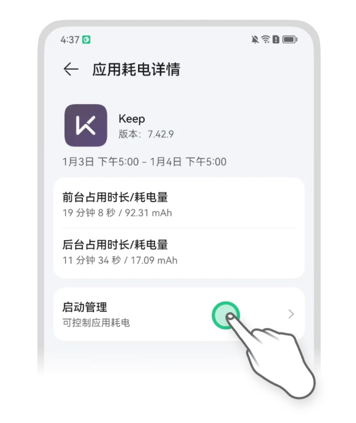 4:37
应用耗电详情
Keep
版本：7.42.9
1月3日 下午5:00 - 1月4日 下午5:00
前台占用时长/耗电量
19 分钟 8 秒 / 92.31 mAh
后台占用时长/耗电量
11 分钟 34 秒 / 17.09 mAh
启动管理
可控制应用耗电